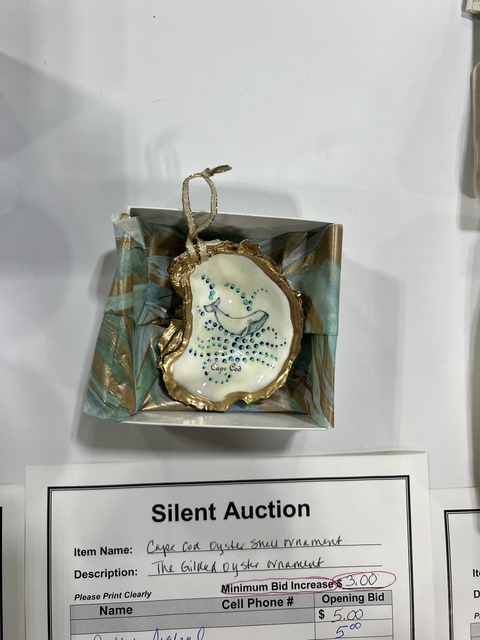 Cape Cod
Silent Auction
Item Name: Cape Cod Oyster Shell ornament
Description: The Gilded Oyster ornament
Minimum Bid Increase $ 3.00
Please Print Clearly
Name Cell Phone # Opening Bid
$ 5.00
5.00